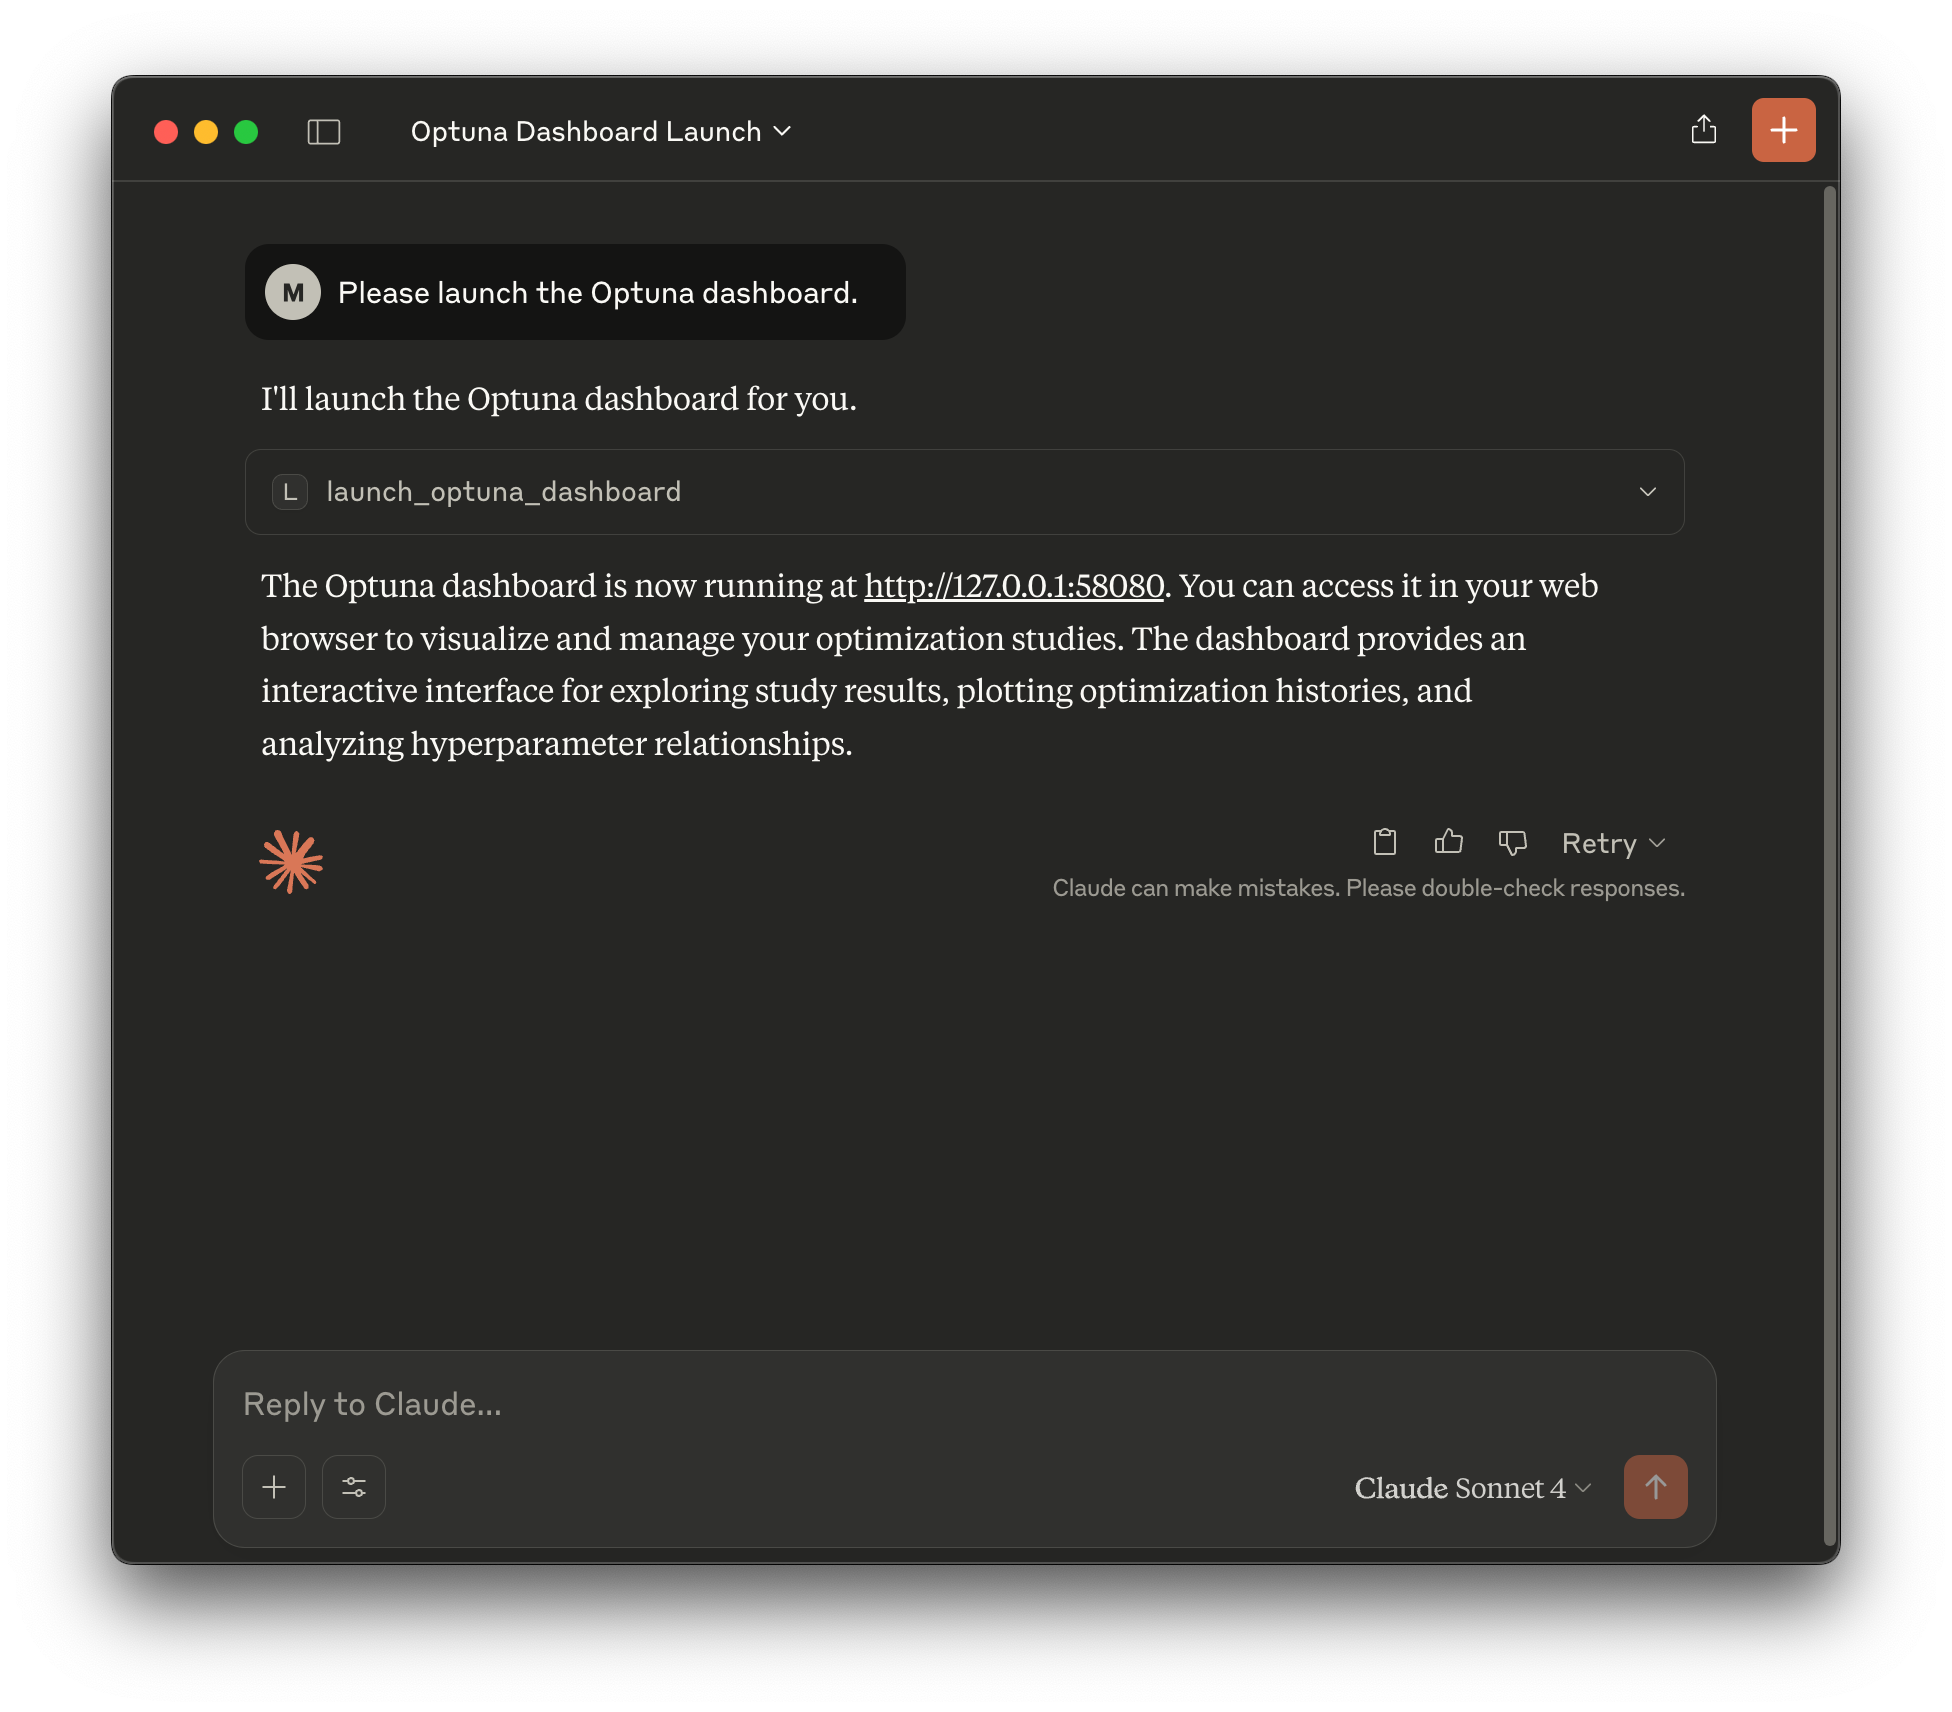 Optuna Dashboard Launch
M Please launch the Optuna dashboard.
I'll launch the Optuna dashboard for you.
L launch_optuna_dashboard
The Optuna dashboard is now running at http://127.0.0.1:58080. You can access it in your web
browser to visualize and manage your optimization studies. The dashboard provides an
interactive interface for exploring study results, plotting optimization histories, and
analyzing hyperparameter relationships.
Retry
Claude can make mistakes. Please double-check responses.
Reply to Claude...
Claude Sonnet 4